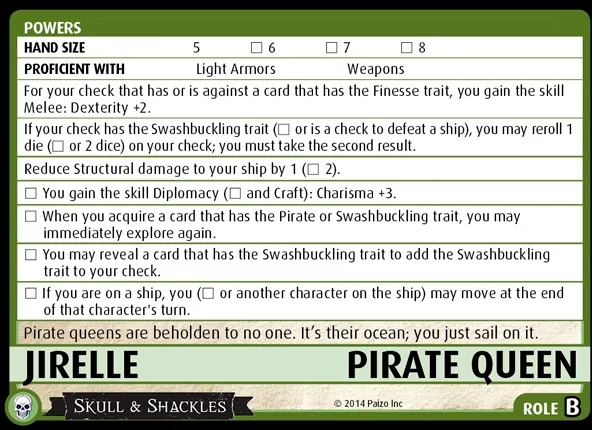 POWERS
HAND SIZE 5 □ 6 □ 7 □ 8
PROFICIENT WITH Light Armors Weapons
For your check that has or is against a card that has the Finesse trait, you gain the skill
Melee: Dexterity +2.
If your check has the Swashbuckling trait (□ or is a check to defeat a ship), you may reroll 1
die (□ or 2 dice) on your check; you must take the second result.
Reduce Structural damage to your ship by 1 (□ 2).
□ You gain the skill Diplomacy (□ and Craft): Charisma +3.
□ When you acquire a card that has the Pirate or Swashbuckling trait, you may
immediately explore again.
□ You may reveal a card that has the Swashbuckling trait to add the Swashbuckling
trait to your check.
□ If you are on a ship, you (□ or another character on the ship) may move at the end
of that character's turn.
Pirate queens are beholden to no one. It's their ocean; you just sail on it.
JIRELLE PIRATE QUEEN
SKULL & SHACKLES © 2014 Paizo Inc ROLE B